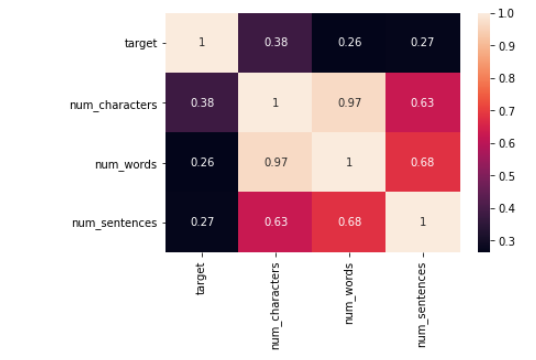 target 1 0.38 0.26 0.27
num_characters 0.38 1 0.97 0.63
num_words 0.26 0.97 1 0.68
num_sentences 0.27 0.63 0.68 1
target
num_characters
num_words
num_sentences
1.0
0.9
0.8
0.7
0.6
0.5
0.4
0.3